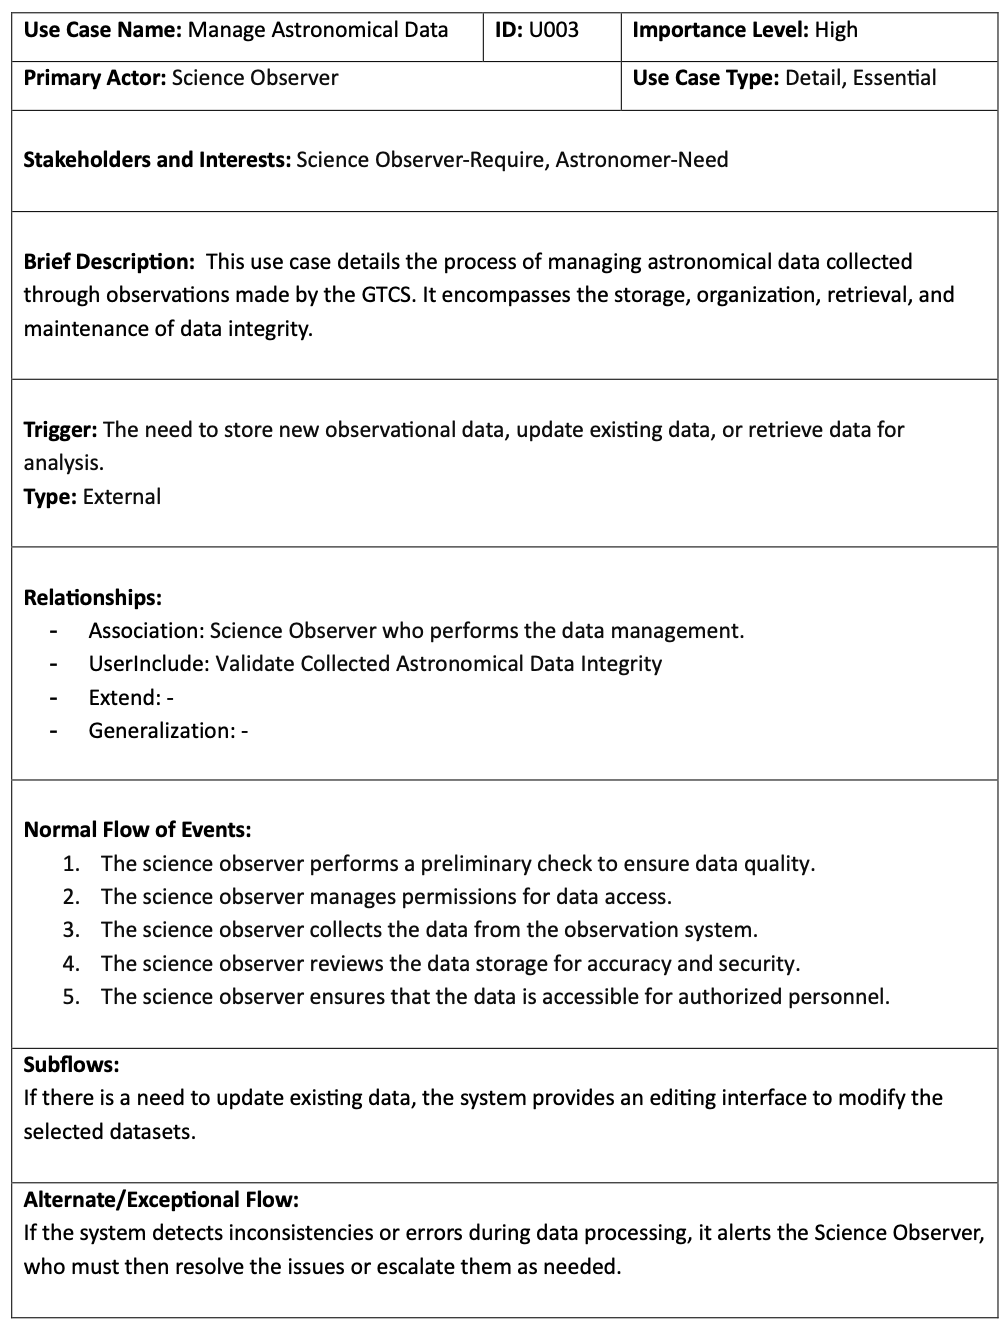 Use Case Name: Manage Astronomical Data
ID: U003
Importance Level: High
Primary Actor: Science Observer
Use Case Type: Detail, Essential
Stakeholders and Interests: Science Observer-Require, Astronomer-Need
Brief Description: This use case details the process of managing astronomical data collected
through observations made by the GTCS. It encompasses the storage, organization, retrieval, and
maintenance of data integrity.
Trigger: The need to store new observational data, update existing data, or retrieve data for
analysis.
Type: External
Relationships:
- Association: Science Observer who performs the data management.
- UserInclude: Validate Collected Astronomical Data Integrity
- Extend: -
- Generalization: -
Normal Flow of Events:
1. The science observer performs a preliminary check to ensure data quality.
2. The science observer manages permissions for data access.
3. The science observer collects the data from the observation system.
4. The science observer reviews the data storage for accuracy and security.
5. The science observer ensures that the data is accessible for authorized personnel.
Subflows:
If there is a need to update existing data, the system provides an editing interface to modify the
selected datasets.
Alternate/Exceptional Flow:
If the system detects inconsistencies or errors during data processing, it alerts the Science Observer,
who must then resolve the issues or escalate them as needed.